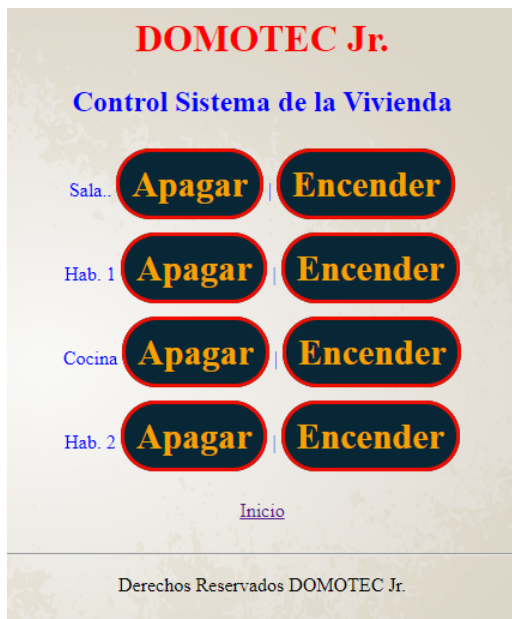 DOMOTEC Jr.
Control Sistema de la Vivienda
Sala.. Apagar | Encender
Hab. 1 Apagar | Encender
Cocina Apagar | Encender
Hab. 2 Apagar | Encender
Inicio
Derechos Reservados DOMOTEC Jr.